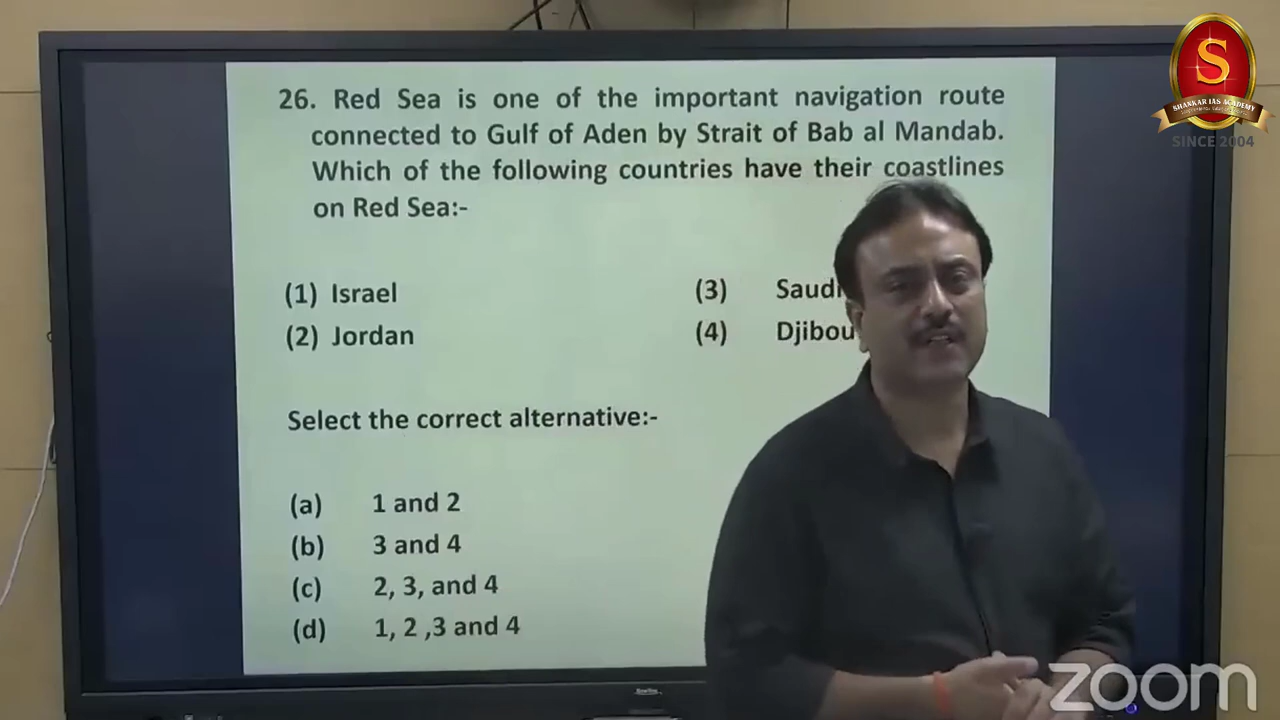 26. Red Sea is one of the important navigation route
connected to Gulf of Aden by Strait of Bab al Mandab.
Which of the following countries have their coastlines
on Red Sea:-
(1) Israel
(3)
(2) Jordan
(4)
Select the correct alternative:-
(a) 1 and 2
(b) 3 and 4
(c) 2, 3, and 4
(d) 1, 2 ,3 and 4
S
SHANKAR IAS ACADEMY
SINCE 2004
zoom